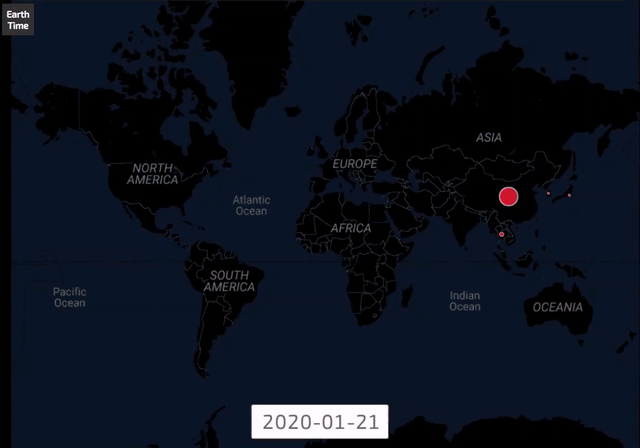 Earth
Time
ASIA
NORTH
AMERICA
EUROPE
Atlantic
Ocean
AFRICA
SOUTH
AMERICA
Pacific
Ocean
Indian
Ocean
OCEANIA
2020-01-21